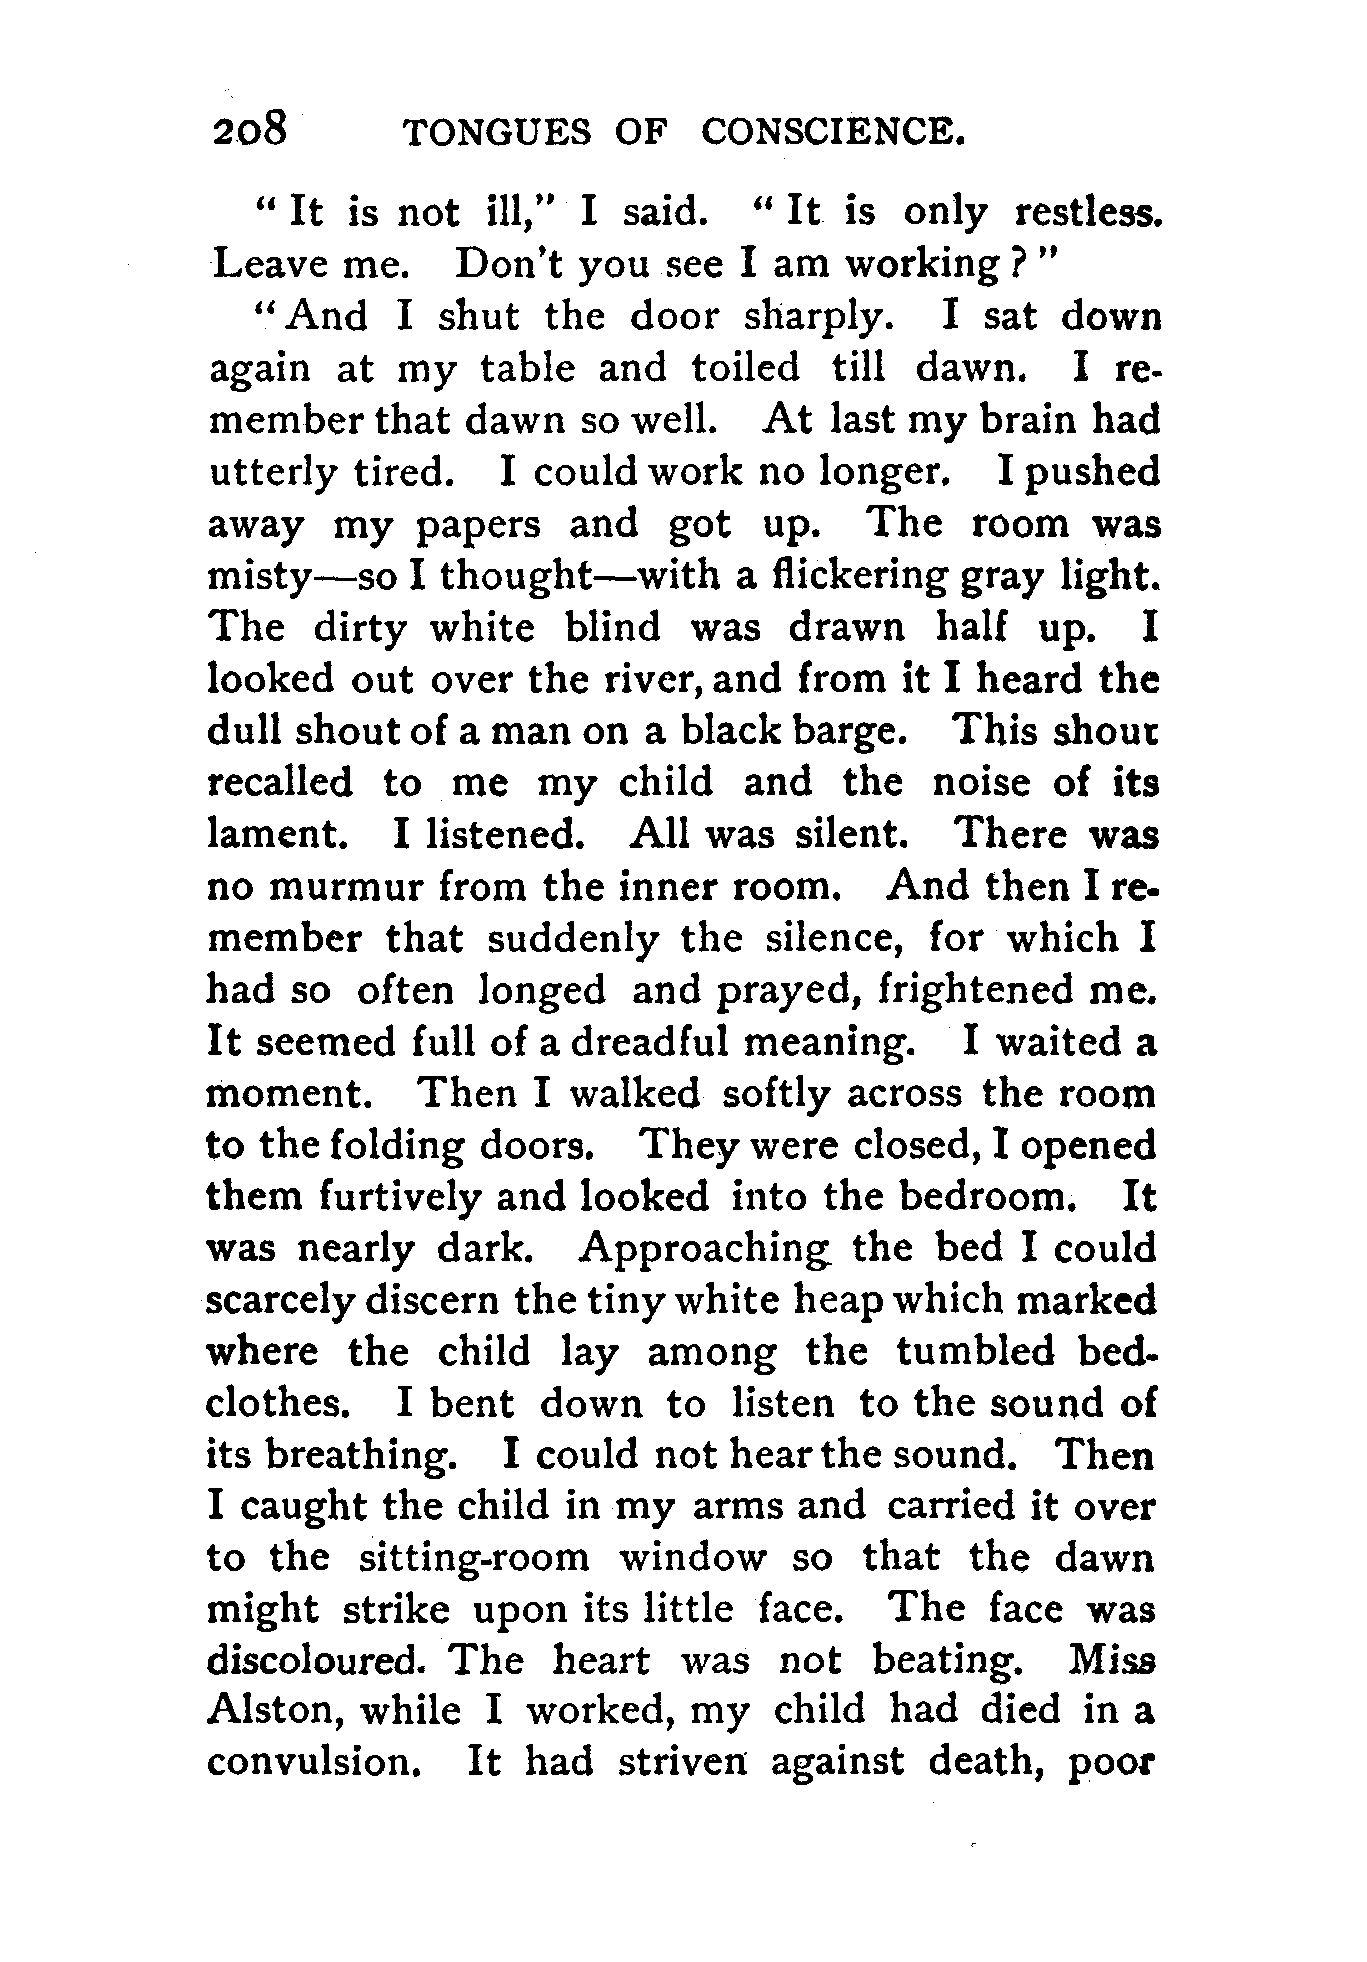 208 TONGUES OF CONSCIENCE.
“ It is not ill,” I said. “ It is only restless.
Leave me. Don't you see I am working ? ”
“ And I shut the door sharply. I sat down
again at my table and toiled till dawn. I re-
member that dawn so well. At last my brain had
utterly tired. I could work no longer. I pushed
away my papers and got up. The room was
misty—so I thought—with a flickering gray light.
The dirty white blind was drawn half up. I
looked out over the river, and from it I heard the
dull shout of a man on a black barge. This shout
recalled to me my child and the noise of its
lament. I listened. All was silent. There was
no murmur from the inner room. And then I re-
member that suddenly the silence, for which I
had so often longed and prayed, frightened me.
It seemed full of a dreadful meaning. I waited a
moment. Then I walked softly across the room
to the folding doors. They were closed, I opened
them furtively and looked into the bedroom. It
was nearly dark. Approaching the bed I could
scarcely discern the tiny white heap which marked
where the child lay among the tumbled bed-
clothes. I bent down to listen to the sound of
its breathing. I could not hear the sound. Then
I caught the child in my arms and carried it over
to the sitting-room window so that the dawn
might strike upon its little face. The face was
discoloured. The heart was not beating. Miss
Alston, while I worked, my child had died in a
convulsion. It had striven against death, poor